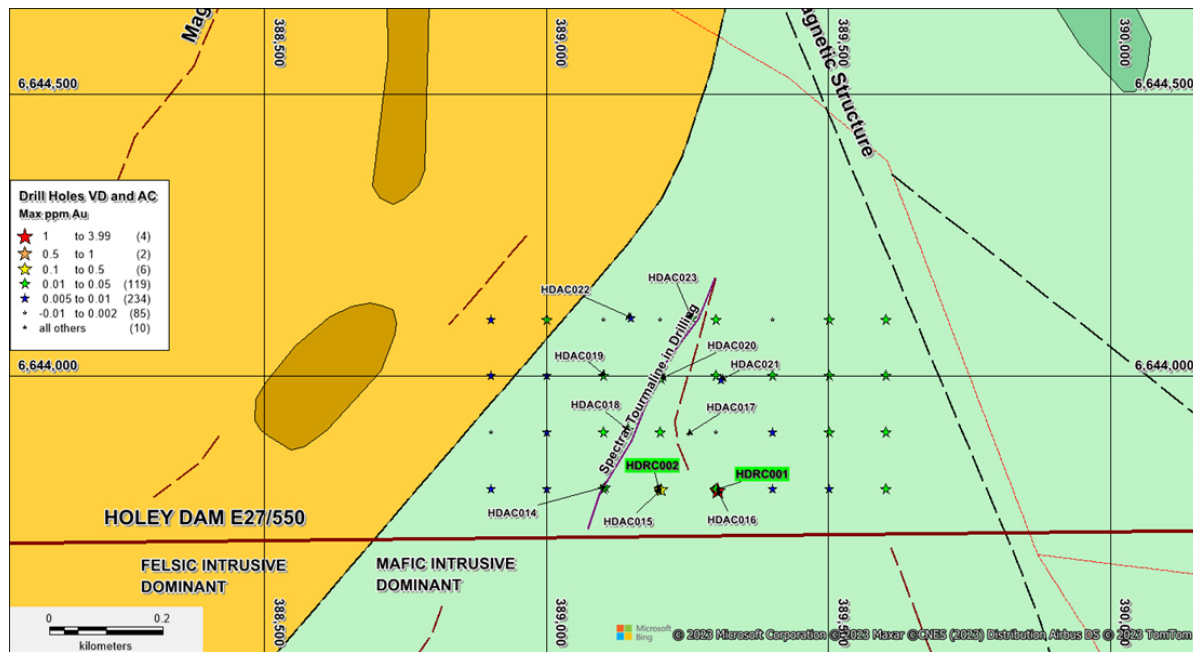 Mag
388,500
389,000
agnetic Structure
389,500
390,000
6,644,500
6,644,500
Drill Holes VD and AC
Max ppm Au
1 to 3.99 (4)
0.5 to 1 (2)
0.1 to 0.5 (6)
0.01 to 0.05 (119)
0.005 to 0.01 (234)
-0.01 to 0.002 (85)
all others (10)
HDAC023
HDAC022
HDAC019
HDAC020
HDAC021
6,644,000
6,644,000
Spectral Tourmaline in Drilling
HDAC018
HDAC017
HDRC002
HDRC001
HDAC014
HDAC015
HDAC016
HOLEY DAM E27/550
FELSIC INTRUSIVE
DOMINANT
MAFIC INTRUSIVE
DOMINANT
0 0.2
kilometers
388,500
389,000
389,500
390,000
Microsoft
Bing
© 2023 Microsoft Corporation © 2023 Maxar ©CNES (2023) Distribution Airbus DS © 2023 TomTom